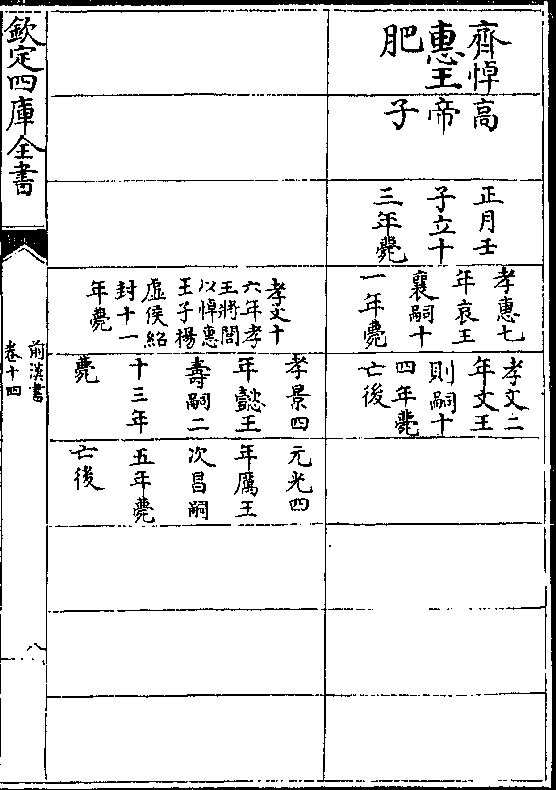 齊悼
惠王
肥
高
帝
子
正月壬
子立十
三年薨
孝惠七
年哀王
襄嗣十
一年薨
孝文二
年文王
則嗣十
四年薨
亡後
孝文十
六年孝
王將閭
以悼惠
王子楊
虛侯紹
封十一
年薨
孝景四
年懿王
壽嗣二
十三年
薨
元光四
年厲王
次昌嗣
五年薨
亡後
欽定四庫全書
前漢書
卷十四
八